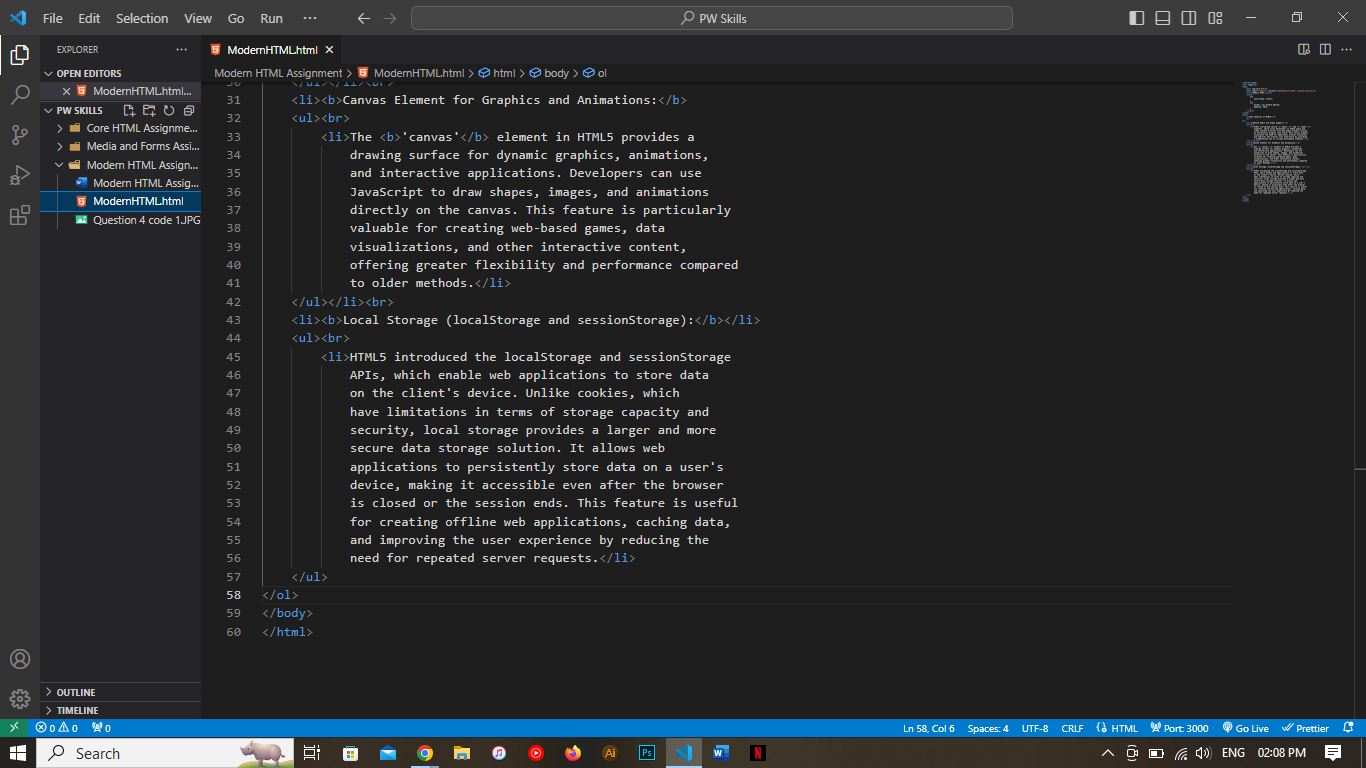 File Edit Selection View Go Run ···
PW Skills
EXPLORER
ModernHTML.html
OPEN EDITORS
ModernHTML.html...
PW SKILLS
Core HTML Assignme...
Media and Forms Assi...
Modern HTML Assign...
Modern HTML Assig...
ModernHTML.html
Question 4 code 1.JPG
OUTLINE
TIMELINE
Modern HTML Assignment > ModernHTML.html > html > body > ol
30 </ul></li><br>
31 <li><b>Canvas Element for Graphics and Animations:</b>
32 <ul><br>
33 <li>The <b>'canvas'</b> element in HTML5 provides a
34 drawing surface for dynamic graphics, animations,
35 and interactive applications. Developers can use
36 JavaScript to draw shapes, images, and animations
37 directly on the canvas. This feature is particularly
38 valuable for creating web-based games, data
39 visualizations, and other interactive content,
40 offering greater flexibility and performance compared
41 to older methods.</li>
42 </ul></li><br>
43 <li><b>Local Storage (localStorage and sessionStorage):</b></li>
44 <ul><br>
45 <li>HTML5 introduced the localStorage and sessionStorage
46 APIs, which enable web applications to store data
47 on the client's device. Unlike cookies, which
48 have limitations in terms of storage capacity and
49 security, local storage provides a larger and more
50 secure data storage solution. It allows web
51 applications to persistently store data on a user's
52 device, making it accessible even after the browser
53 is closed or the session ends. This feature is useful
54 for creating offline web applications, caching data,
55 and improving the user experience by reducing the
56 need for repeated server requests.</li>
57 </ul>
58 </ol>
59 </body>
60 </html>
0 0 0
Ln 58, Col 6 Spaces: 4 UTF-8 CRLF HTML Port: 3000 Go Live Prettier
Search
Ai Ps W N
ENG 02:08 PM